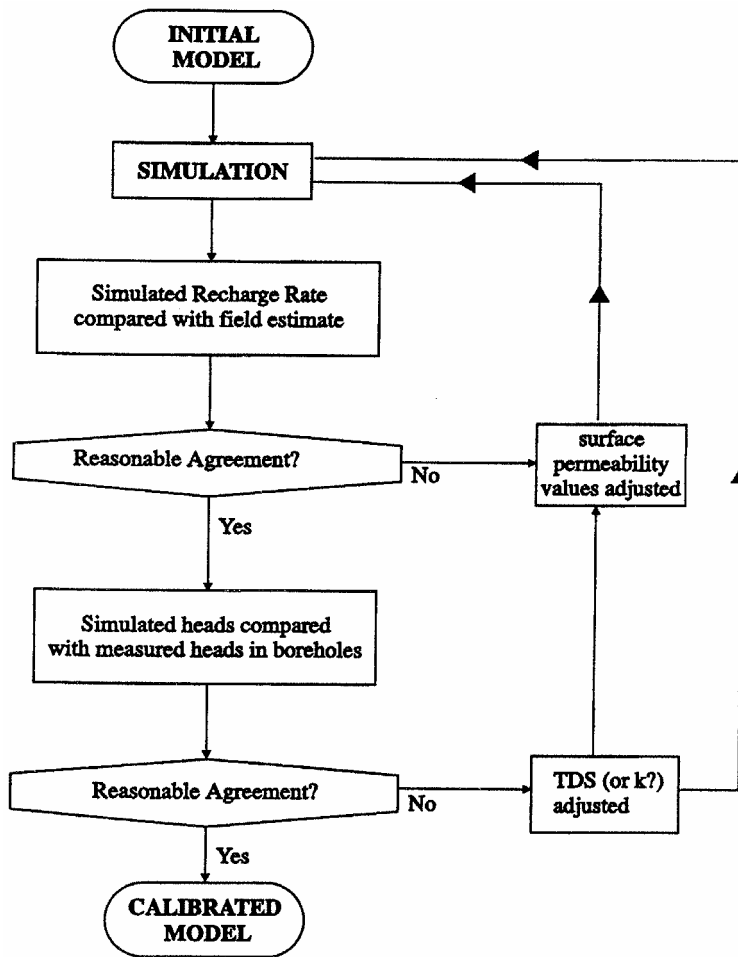 INITIAL
MODEL
SIMULATION
Simulated Recharge Rate
compared with field estimate
Reasonable Agreement?
No
surface
permeability
values adjusted
Yes
Simulated heads compared
with measured heads in boreholes
Reasonable Agreement?
No
TDS (or k?)
adjusted
Yes
CALIBRATED
MODEL